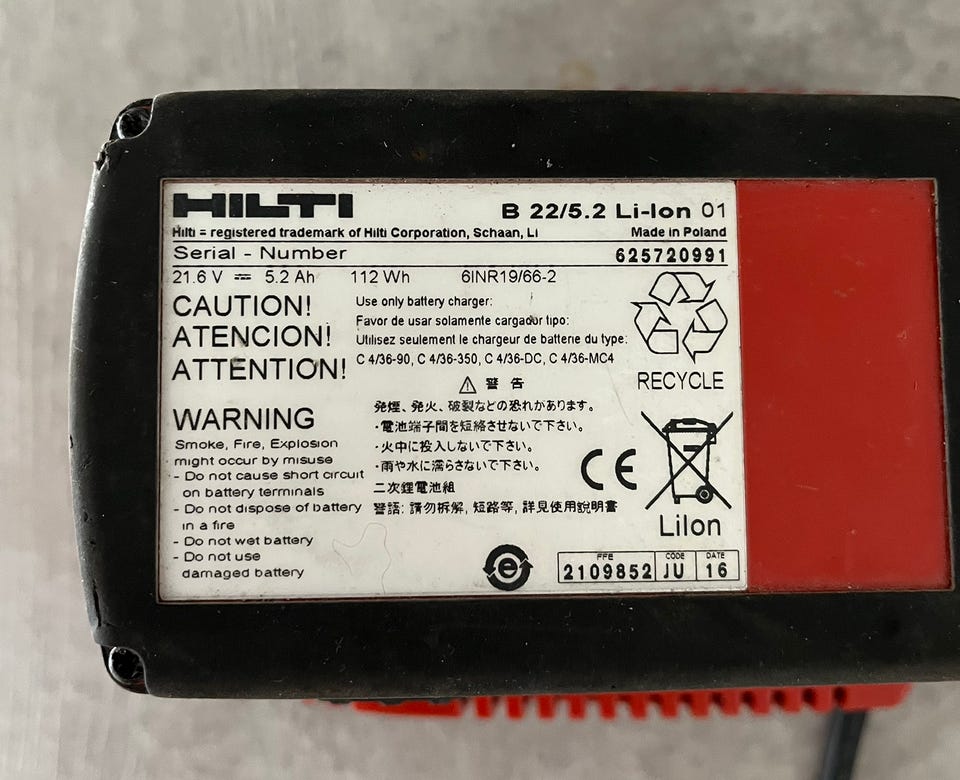 HILTI
B 22/5.2 Li-Ion 01
Hilti = registered trademark of Hilti Corporation, Schaan, Li
Made in Poland
Serial - Number
625720991
21.6 V ⎓ 5.2 Ah 112 Wh 6INR19/66-2
CAUTION!
ATENCION!
ATTENTION!
Use only battery charger:
Favor de usar solamente cargador tipo:
Utilisez seulement le chargeur de batterie du type:
C 4/36-90, C 4/36-350, C 4/36-DC, C 4/36-MC4
RECYCLE
WARNING
Smoke, Fire, Explosion
might occur by misuse
- Do not cause short circuit
on battery terminals
- Do not dispose of battery
in a fire
- Do not wet battery
- Do not use
damaged battery
⚠ 警告
発煙、発火、破裂などの恐れがあります。
・電池端子間を短絡させないで下さい。
・火中に投入しないで下さい。
・雨や水に濡らさないで下さい。
二次鋰電池組
警語: 請勿拆解, 短路等, 詳見使用說明書
CE
LiIon
e
FFE CODE DATE
2109852 JU 16